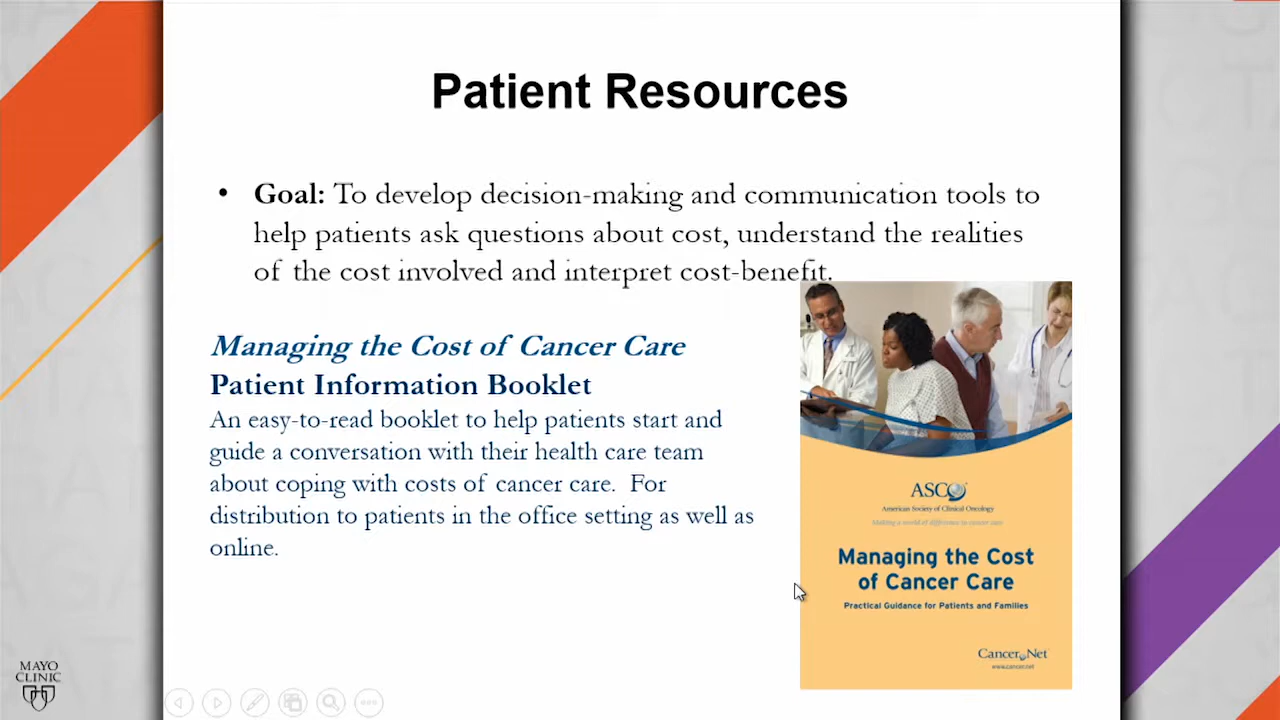 Patient Resources
• Goal: To develop decision-making and communication tools to
help patients ask questions about cost, understand the realities
of the cost involved and interpret cost-benefit.
Managing the Cost of Cancer Care
Patient Information Booklet
An easy-to-read booklet to help patients start and
guide a conversation with their health care team
about coping with costs of cancer care. For
distribution to patients in the office setting as well as
online.
ASCO
American Society of Clinical Oncology
Making a world of difference in cancer care
Managing the Cost
of Cancer Care
Practical Guidance for Patients and Families
Cancer.Net
www.cancer.net
MAYO
CLINIC